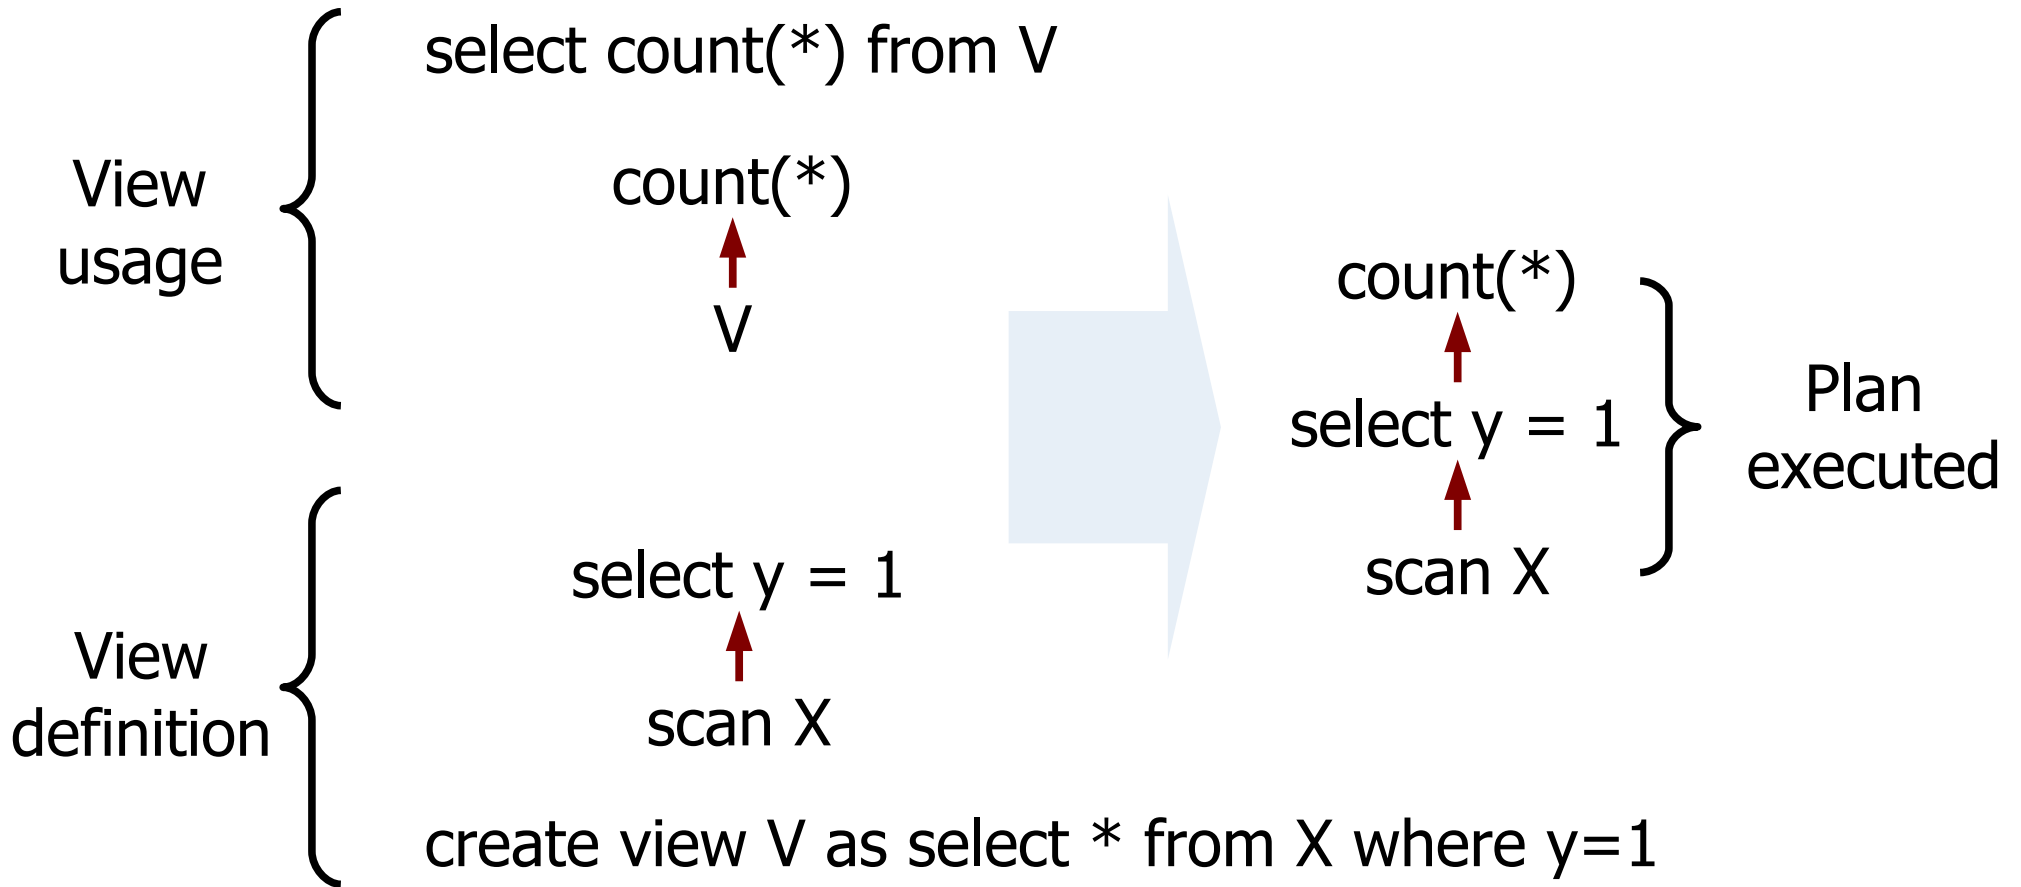 select count(*) from V
View
usage
count(*)
V
View
definition
select y = 1
scan X
create view V as select * from X where y=1
count(*)
select y = 1
scan X
Plan
executed